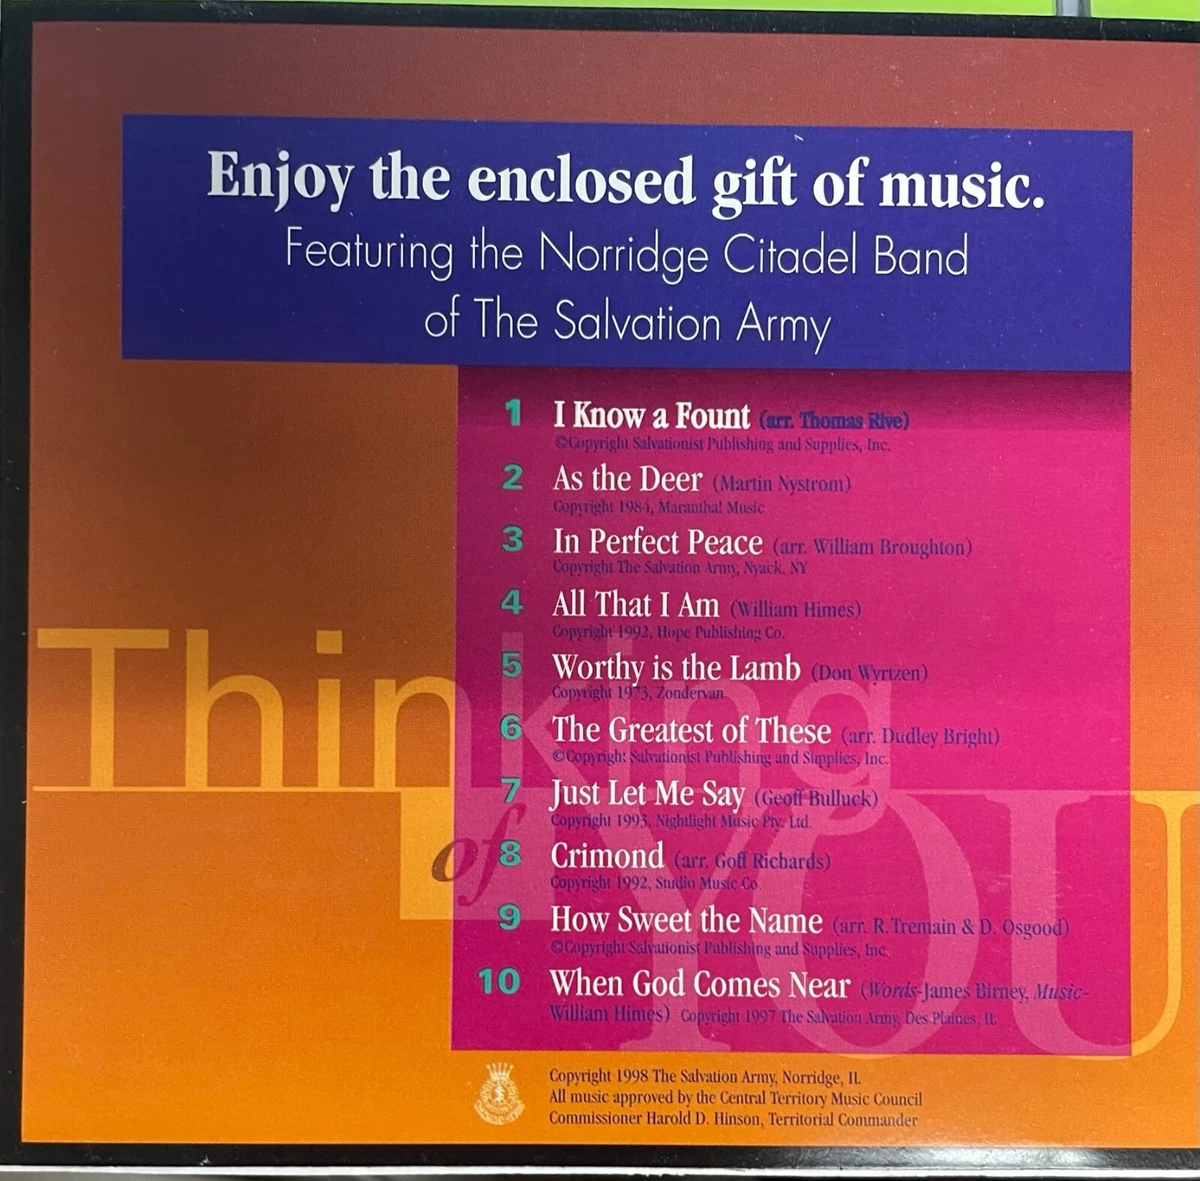 Enjoy the enclosed gift of music.
Featuring the Norridge Citadel Band
of The Salvation Army
1 I Know a Fount (arr. Thomas Rive)
©Copyright Salvationist Publishing and Supplies, Inc.
2 As the Deer (Martin Nystrom)
Copyright 1984, Marantha! Music
3 In Perfect Peace (arr. William Broughton)
Copyright The Salvation Army, Nyack, NY
4 All That I Am (William Himes)
Copyright 1992, Hope Publishing Co.
5 Worthy is the Lamb (Don Wyrtzen)
Copyright 1973, Zondervan
6 The Greatest of These (arr. Dudley Bright)
©Copyright Salvationist Publishing and Supplies, Inc.
7 Just Let Me Say (Geoff Bulluck)
Copyright 1993, Nightlight Music Pty. Ltd.
8 Crimond (arr. Goff Richards)
Copyright 1992, Studio Music Co.
9 How Sweet the Name (arr. R. Tremain & D. Osgood)
©Copyright Salvationist Publishing and Supplies, Inc.
10 When God Comes Near (Words-James Birney, Music-
William Himes) Copyright 1997 The Salvation Army, Des Plaines, IL
Thinking
of YOU
Copyright 1998 The Salvation Army, Norridge, IL
All music approved by the Central Territory Music Council
Commissioner Harold D. Hinson, Territorial Commander